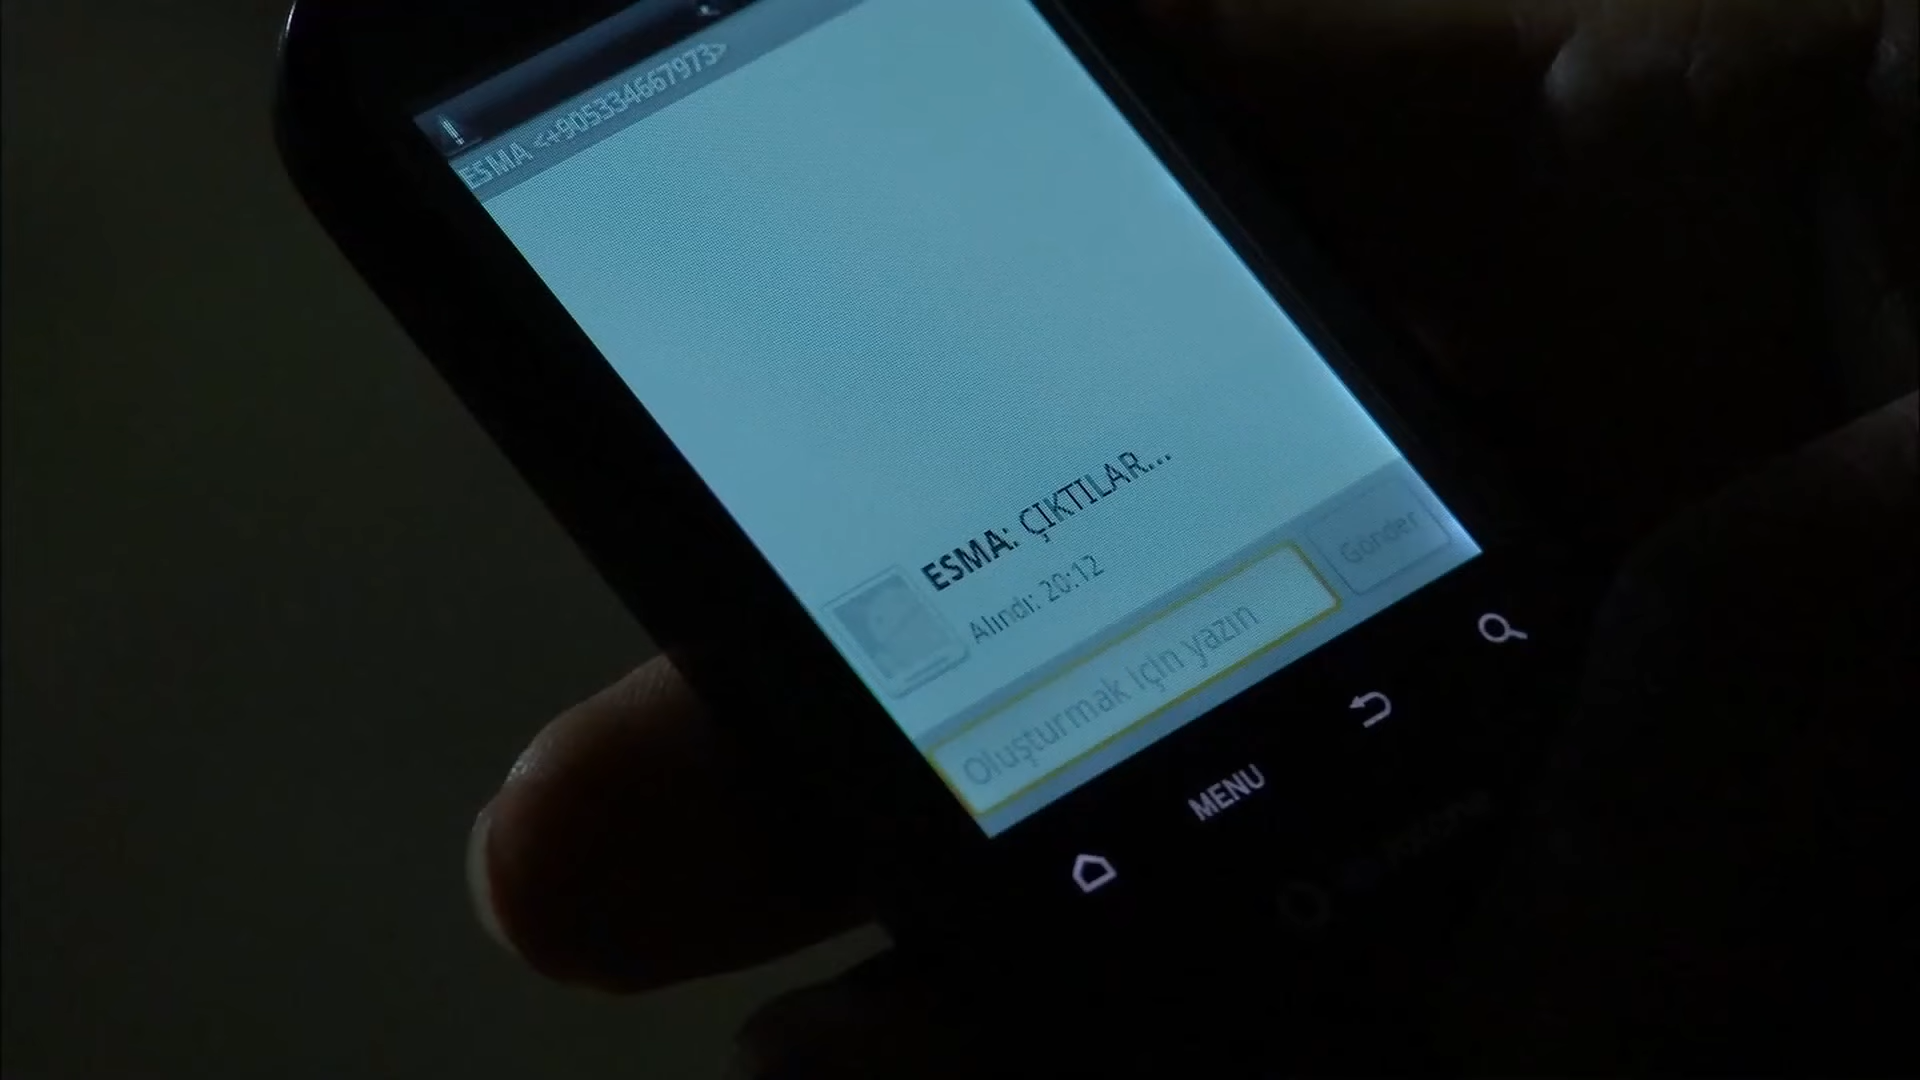 ESMA <+905334667973>
ESMA: ÇIKTILAR...
Alındı: 20:12
Oluşturmak için yazın
Gönder
MENU